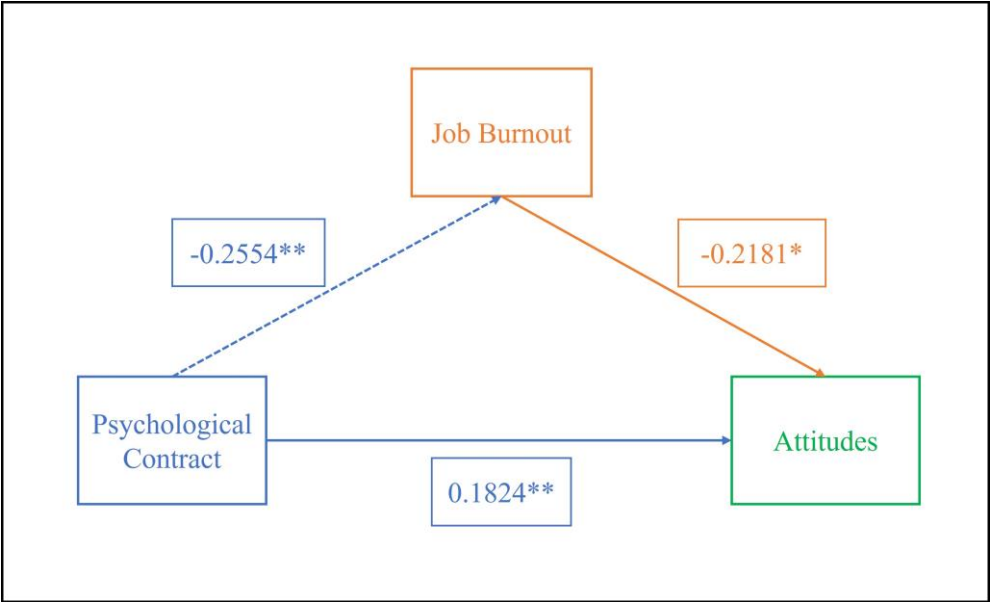 Job Burnout
-0.2554**
-0.2181*
Psychological
Contract
Attitudes
0.1824**